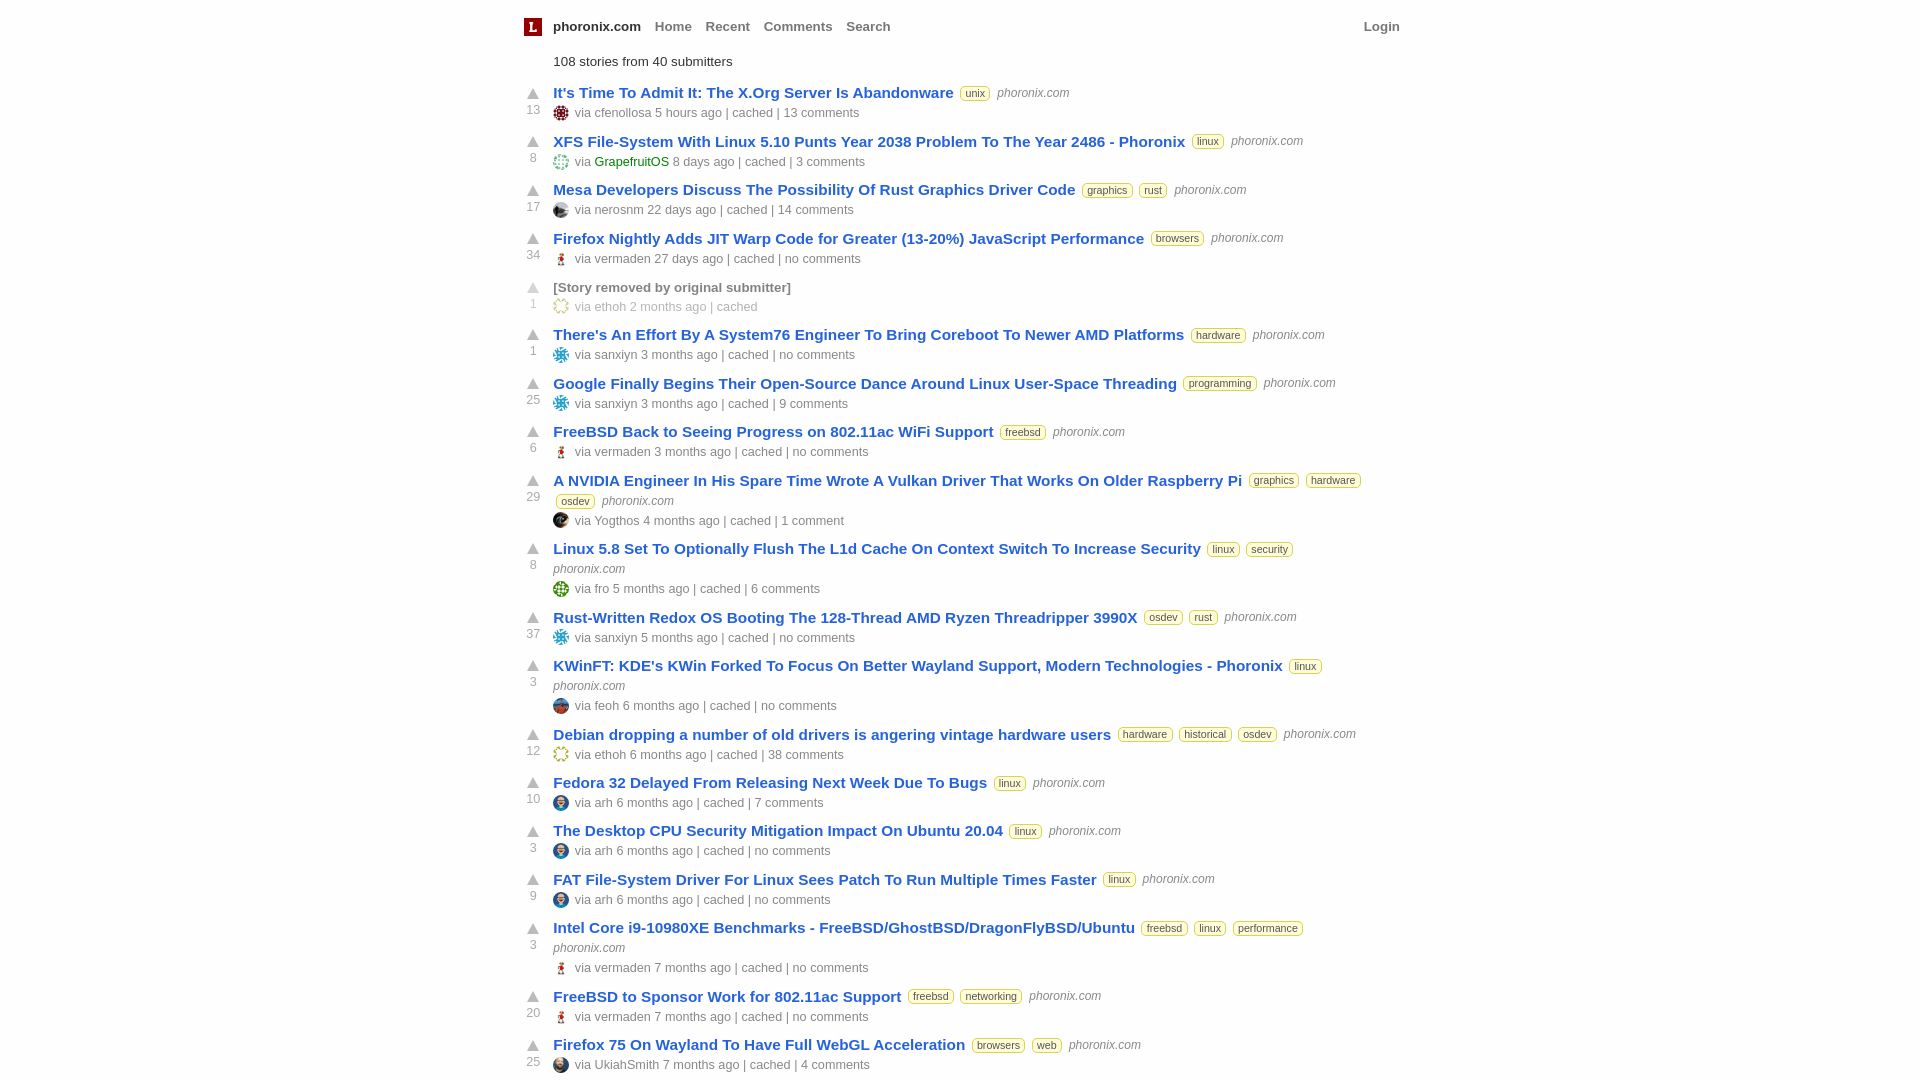 L phoronix.com Home Recent Comments Search Login
108 stories from 40 submitters
It's Time To Admit It: The X.Org Server Is Abandonware unix phoronix.com
13 via cfenollosa 5 hours ago | cached | 13 comments
XFS File-System With Linux 5.10 Punts Year 2038 Problem To The Year 2486 - Phoronix linux phoronix.com
8 via GrapefruitOS 8 days ago | cached | 3 comments
Mesa Developers Discuss The Possibility Of Rust Graphics Driver Code graphics rust phoronix.com
17 via nerosnm 22 days ago | cached | 14 comments
Firefox Nightly Adds JIT Warp Code for Greater (13-20%) JavaScript Performance browsers phoronix.com
34 via vermaden 27 days ago | cached | no comments
[Story removed by original submitter]
1 via ethoh 2 months ago | cached
There's An Effort By A System76 Engineer To Bring Coreboot To Newer AMD Platforms hardware phoronix.com
1 via sanxiyn 3 months ago | cached | no comments
Google Finally Begins Their Open-Source Dance Around Linux User-Space Threading programming phoronix.com
25 via sanxiyn 3 months ago | cached | 9 comments
FreeBSD Back to Seeing Progress on 802.11ac WiFi Support freebsd phoronix.com
6 via vermaden 3 months ago | cached | no comments
A NVIDIA Engineer In His Spare Time Wrote A Vulkan Driver That Works On Older Raspberry Pi graphics hardware
29 osdev phoronix.com
via Yogthos 4 months ago | cached | 1 comment
Linux 5.8 Set To Optionally Flush The L1d Cache On Context Switch To Increase Security linux security
8 phoronix.com
via fro 5 months ago | cached | 6 comments
Rust-Written Redox OS Booting The 128-Thread AMD Ryzen Threadripper 3990X osdev rust phoronix.com
37 via sanxiyn 5 months ago | cached | no comments
KWinFT: KDE's KWin Forked To Focus On Better Wayland Support, Modern Technologies - Phoronix linux
3 phoronix.com
via feoh 6 months ago | cached | no comments
Debian dropping a number of old drivers is angering vintage hardware users hardware historical osdev phoronix.com
12 via ethoh 6 months ago | cached | 38 comments
Fedora 32 Delayed From Releasing Next Week Due To Bugs linux phoronix.com
10 via arh 6 months ago | cached | 7 comments
The Desktop CPU Security Mitigation Impact On Ubuntu 20.04 linux phoronix.com
3 via arh 6 months ago | cached | no comments
FAT File-System Driver For Linux Sees Patch To Run Multiple Times Faster linux phoronix.com
9 via arh 6 months ago | cached | no comments
Intel Core i9-10980XE Benchmarks - FreeBSD/GhostBSD/DragonFlyBSD/Ubuntu freebsd linux performance
3 phoronix.com
via vermaden 7 months ago | cached | no comments
FreeBSD to Sponsor Work for 802.11ac Support freebsd networking phoronix.com
20 via vermaden 7 months ago | cached | no comments
Firefox 75 On Wayland To Have Full WebGL Acceleration browsers web phoronix.com
25 via UkiahSmith 7 months ago | cached | 4 comments